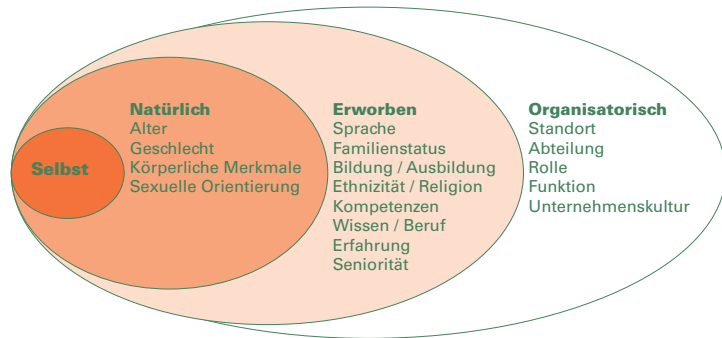 Selbst
Natürlich
Alter
Geschlecht
Körperliche Merkmale
Sexuelle Orientierung
Erworben
Sprache
Familienstatus
Bildung / Ausbildung
Ethnizität / Religion
Kompetenzen
Wissen / Beruf
Erfahrung
Seniorität
Organisatorisch
Standort
Abteilung
Rolle
Funktion
Unternehmenskultur